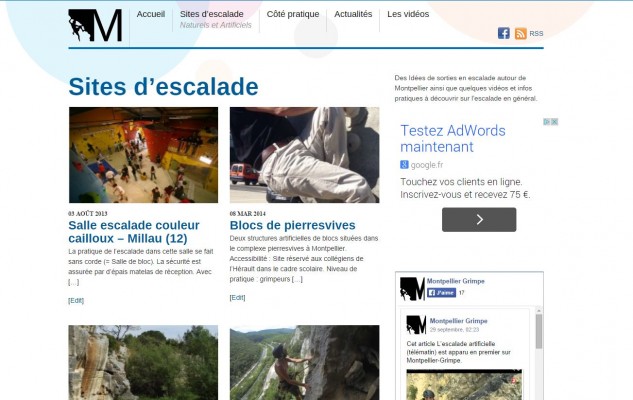 M
Accueil
Sites d'escalade
Naturels et Artificiels
Côté pratique
Actualités
Les vidéos
RSS
Sites d'escalade
03 AOÛT 2013
Salle escalade couleur
cailloux – Millau (12)
La pratique de l'escalade dans cette salle se fait
sans corde (= Salle de bloc). La sécurité est
assurée par d'épais matelas de réception. Avec
[…]
[Edit]
08 MAR 2014
Blocs de pierresvives
Deux structures artificielles de blocs situées dans
le complexe pierresvives à Montpellier.
Accessibilité : Site réservé aux collégiens de
l'Hérault dans le cadre scolaire. Niveau de
pratique : grimpeurs […]
[Edit]
Des Idées de sorties en escalade autour de
Montpellier ainsi que quelques vidéos et infos
pratiques à découvrir sur l'escalade en général.
Testez AdWords
maintenant
google.fr
Touchez vos clients en ligne.
Inscrivez-vous et recevez 75 €.
Montpellier Grimpe
J'aime 17
Montpellier Grimpe
29 septembre, 02:23
Cet article L'escalade artificielle
(télématin) est apparu en premier sur
Montpellier-Grimpe.